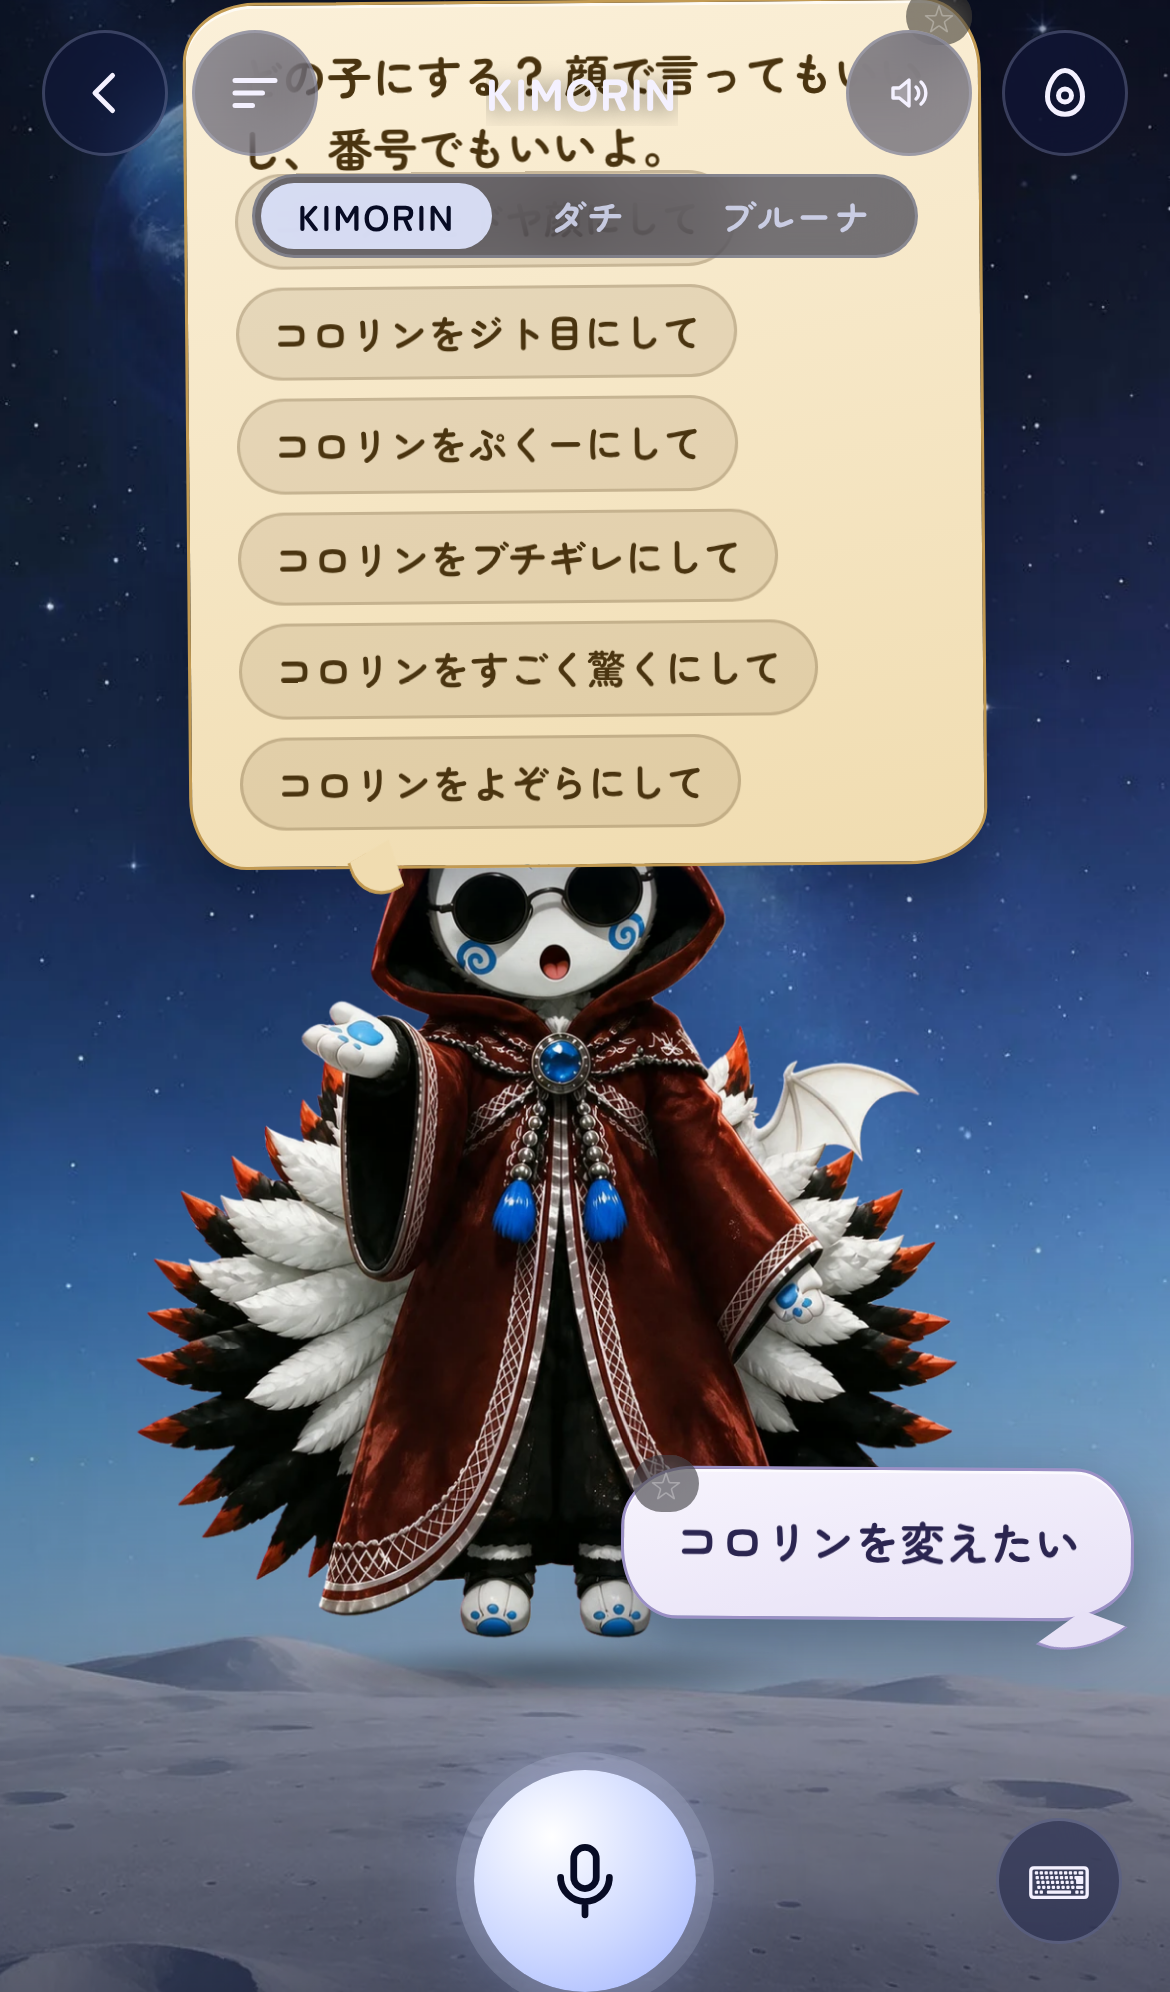 の子にする？ 顔で言ってもい
KIMORIN
し、番号でもいいよ。
KIMORIN
ダチ
ブルーナ
ヤ顔にして
コロリンをジト目にして
コロリンをぷくーにして
コロリンをブチギレにして
コロリンをすごく驚くにして
コロリンをよぞらにして
コロリンを変えたい